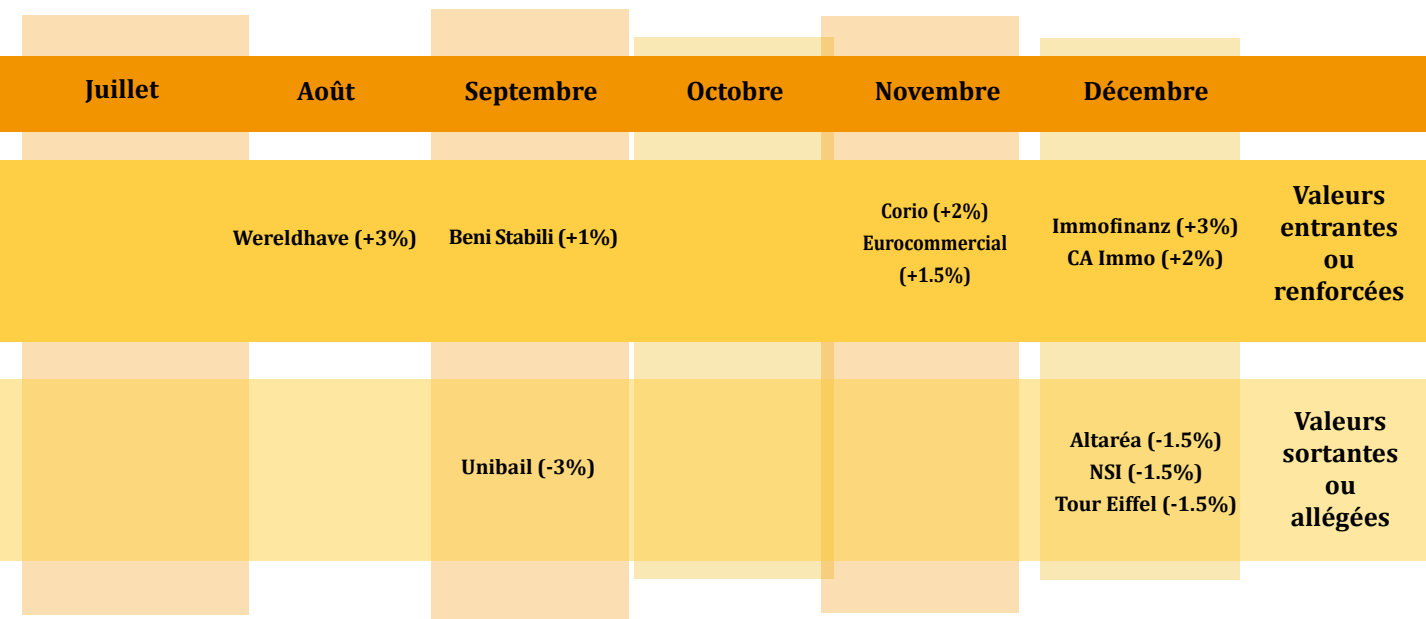 Juillet
Août
Septembre
Octobre
Novembre
Décembre
Wereldhave (+3%)
Beni Stabili (+1%)
Corio (+2%)
Eurocommercial
(+1.5%)
Immofinanz (+3%)
CA Immo (+2%)
Valeurs
entrantes
ou
renforcées
Unibail (-3%)
Altaréa (-1.5%)
NSI (-1.5%)
Tour Eiffel (-1.5%)
Valeurs
sortantes
ou
allégées